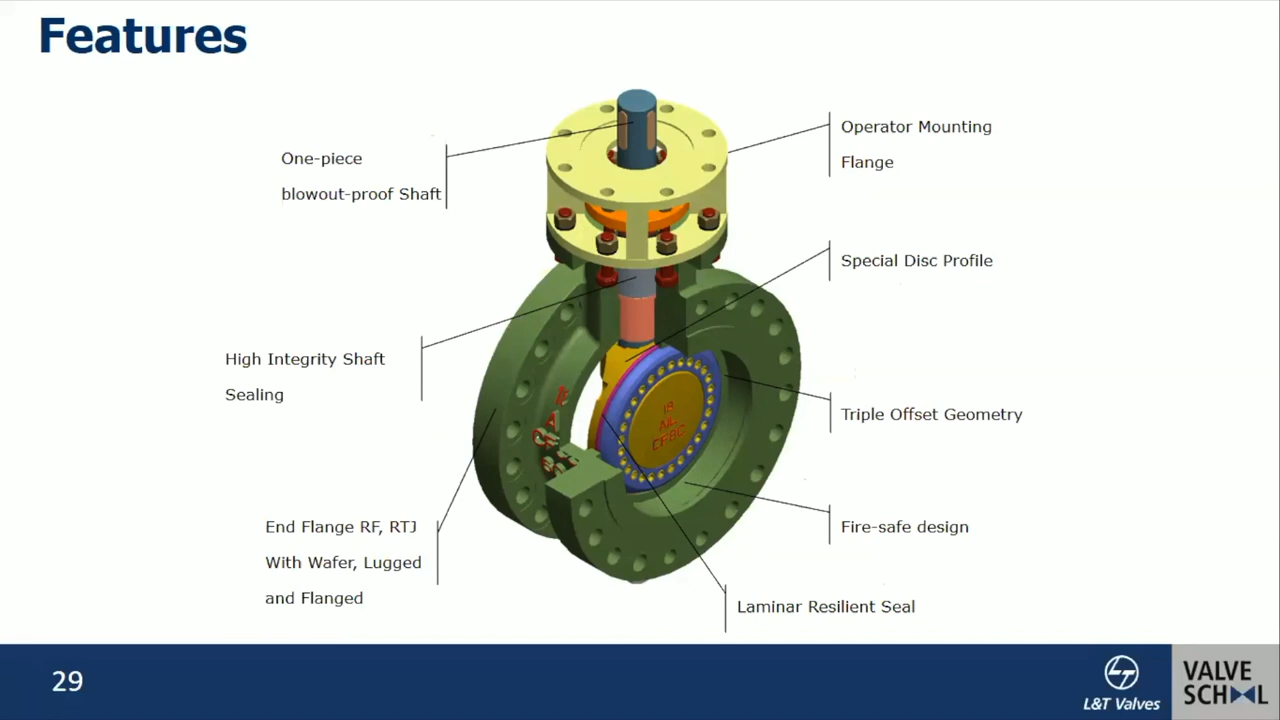 Features
One-piece
blowout-proof Shaft
Operator Mounting
Flange
Special Disc Profile
High Integrity Shaft
Sealing
Triple Offset Geometry
End Flange RF, RTJ
With Wafer, Lugged
and Flanged
Fire-safe design
Laminar Resilient Seal
29
L&T Valves
VALVE
SCHOOL